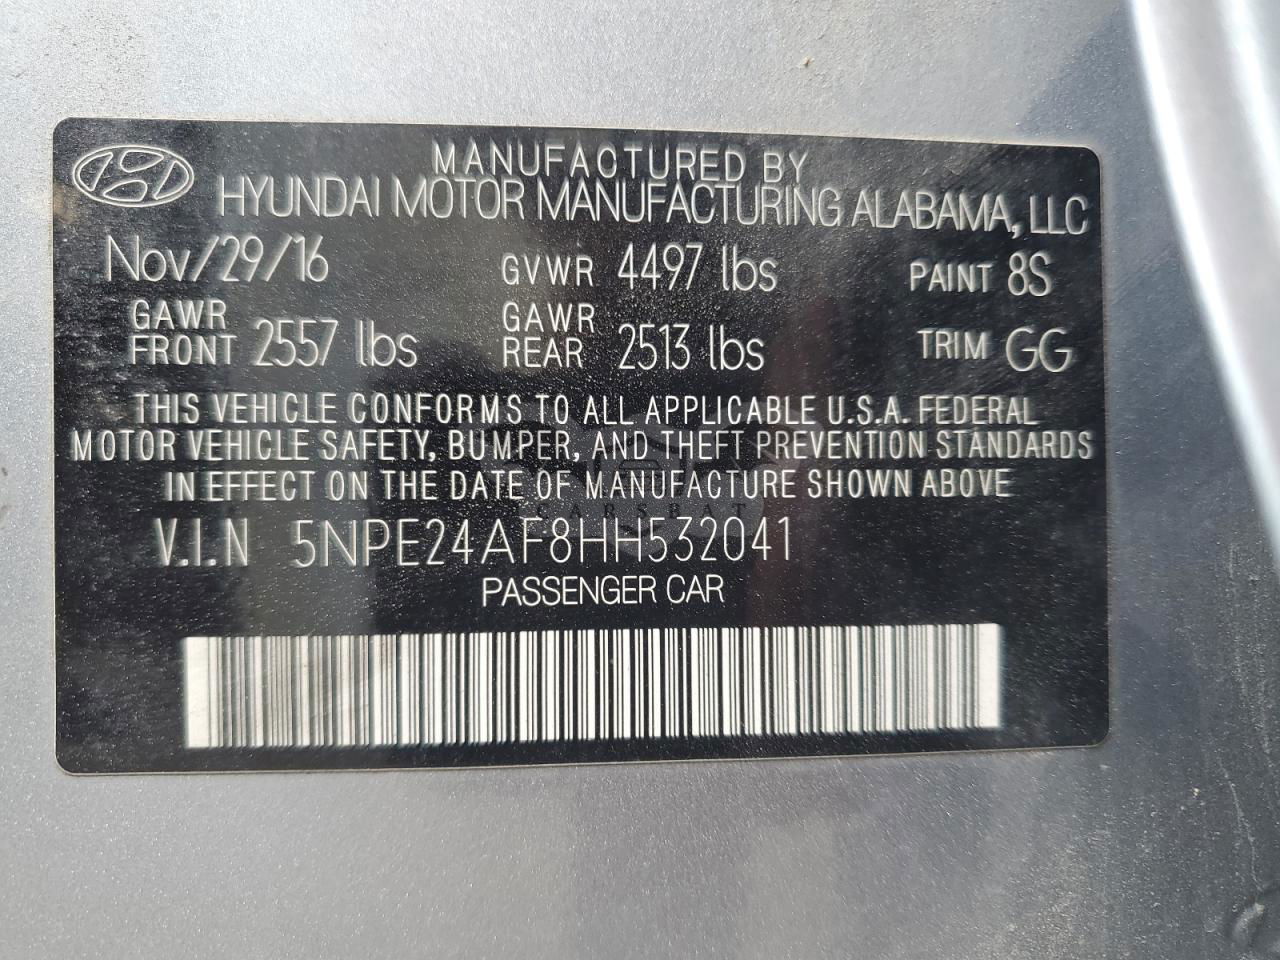 MANUFACTURED BY
HYUNDAI MOTOR MANUFACTURING ALABAMA, LLC
Nov/29/16 GVWR 4497 lbs PAINT 8S
GAWR FRONT 2557 lbs GAWR REAR 2513 lbs TRIM GG
THIS VEHICLE CONFORMS TO ALL APPLICABLE U.S.A. FEDERAL
MOTOR VEHICLE SAFETY, BUMPER, AND THEFT PREVENTION STANDARDS
IN EFFECT ON THE DATE OF MANUFACTURE SHOWN ABOVE
CARSBAT
V.I.N 5NPE24AF8HH532041
PASSENGER CAR